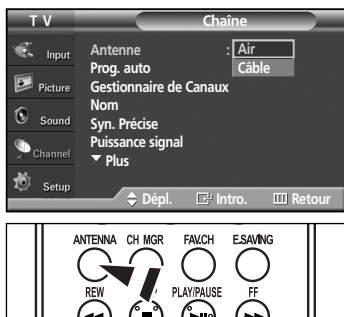 T V Chaîne
Input Antenne : Air
Prog. auto Câble
Picture Gestionnaire de Canaux
Nom
Sound Syn. Précise
Channel Puissance signal
▼ Plus
Setup
Dépl. Intro. Retour
ANTENNA CH MGR FAV.CH E.SAVING
REW PLAY/PAUSE FF